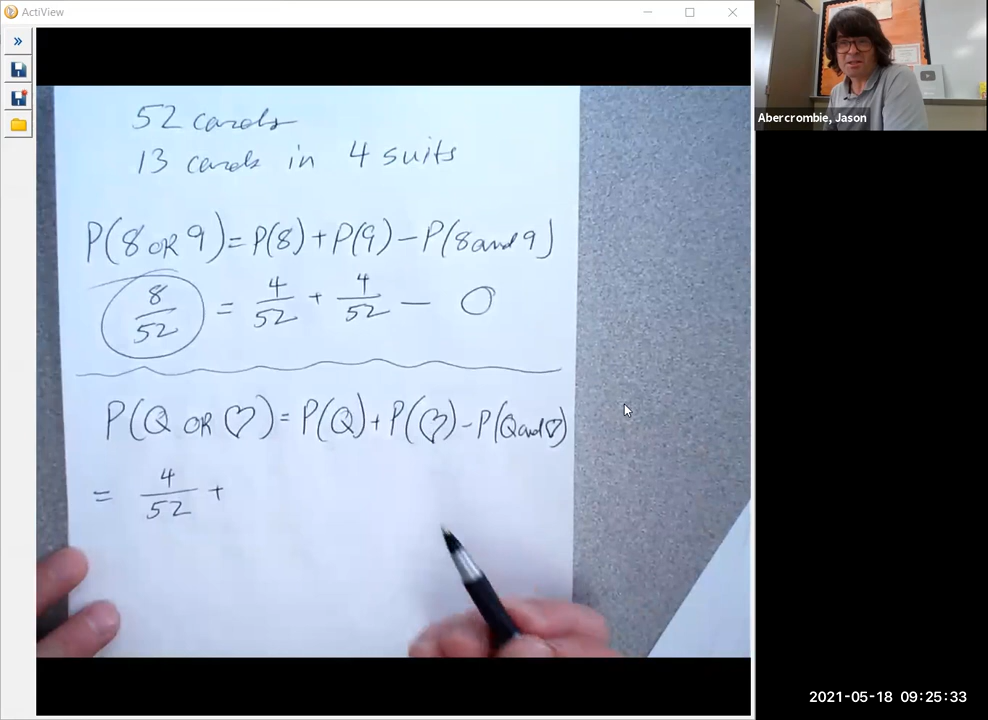 ActiView
52 cards
13 cards in 4 suits
P(8 OR 9) = P(8) + P(9) - P(8 and 9)
8/52 = 4/52 + 4/52 - 0
P(Q OR ♡) = P(Q) + P(♡) - P(Q and ♡)
= 4/52 +
Abercrombie, Jason
2021-05-18 09:25:33